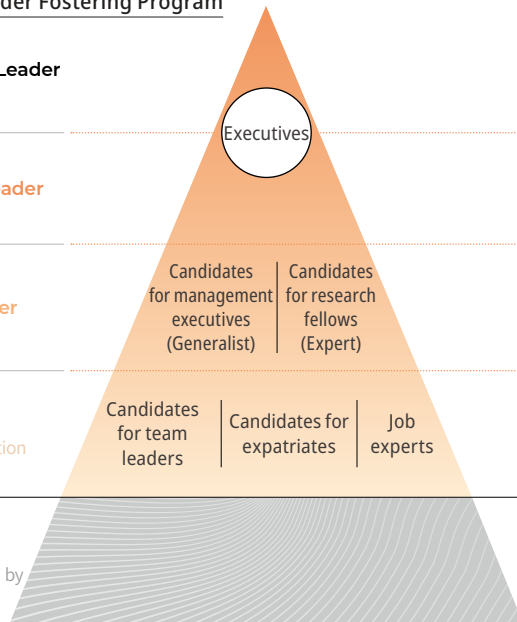 der Fostering Program
Leader
Executives
ader
Candidates
for management
executives
(Generalist)
Candidates
for research
fellows
(Expert)
er
Candidates
for team
leaders
Candidates for
expatriates
Job
experts
tion
by